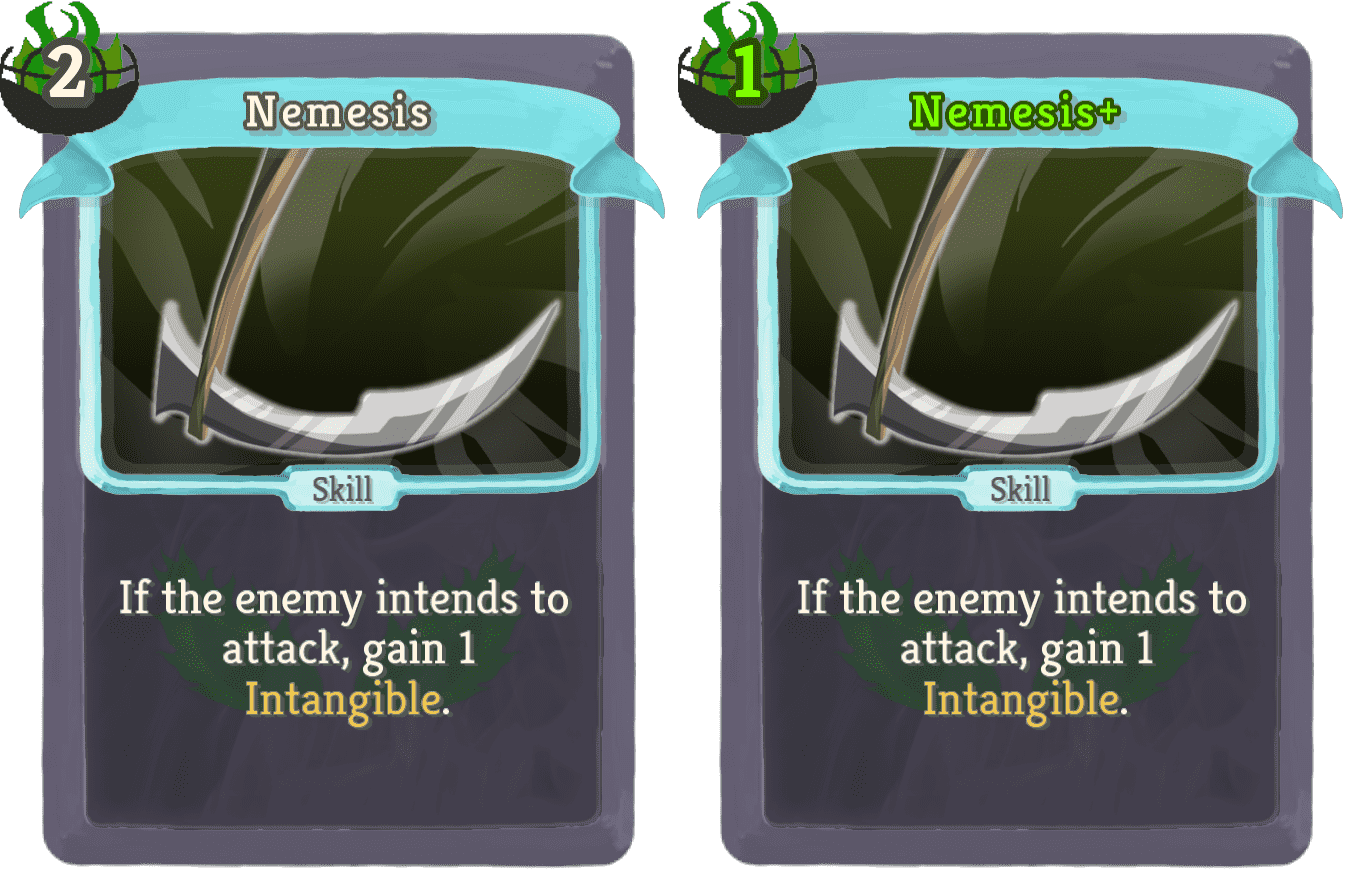 2
Nemesis
Skill
If the enemy intends to
attack, gain 1
Intangible.
1
Nemesis+
Skill
If the enemy intends to
attack, gain 1
Intangible.